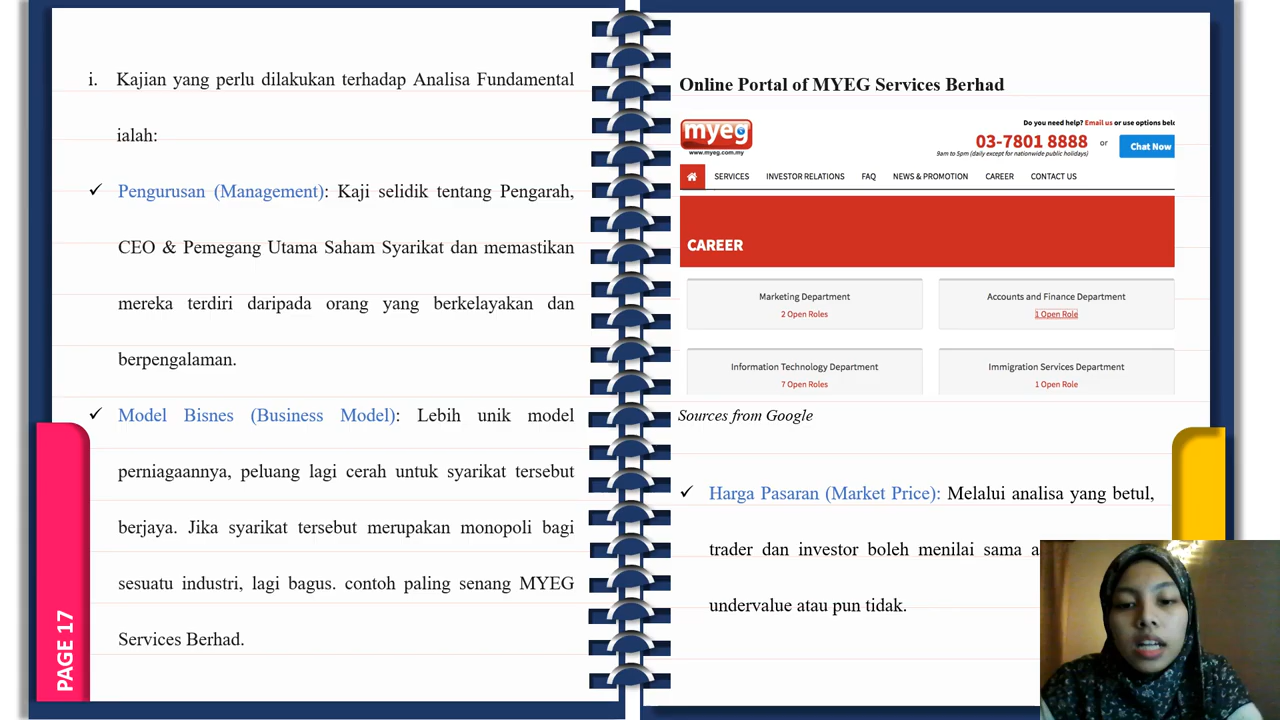 i. Kajian yang perlu dilakukan terhadap Analisa Fundamental
ialah:
Pengurusan (Management): Kaji selidik tentang Pengarah,
CEO & Pemegang Utama Saham Syarikat dan memastikan
mereka terdiri daripada orang yang berkelayakan dan
berpengalaman.
Model Bisnes (Business Model): Lebih unik model
perniagaannya, peluang lagi cerah untuk syarikat tersebut
berjaya. Jika syarikat tersebut merupakan monopoli bagi
sesuatu industri, lagi bagus. contoh paling senang MYEG
Services Berhad.
PAGE 17
Online Portal of MYEG Services Berhad
myeg
www.myeg.com.my
Do you need help? Email us or use options
03-7801 8888 or Chat Now
9am to 5pm (daily except for nationwide public holidays)
SERVICES INVESTOR RELATIONS FAQ NEWS & PROMOTION CAREER CONTACT US
CAREER
Marketing Department
2 Open Roles
Accounts and Finance Department
1 Open Role
Information Technology Department
7 Open Roles
Immigration Services Department
1 Open Role
Sources from Google
Harga Pasaran (Market Price): Melalui analisa yang betul,
trader dan investor boleh menilai sama
undervalue atau pun tidak.